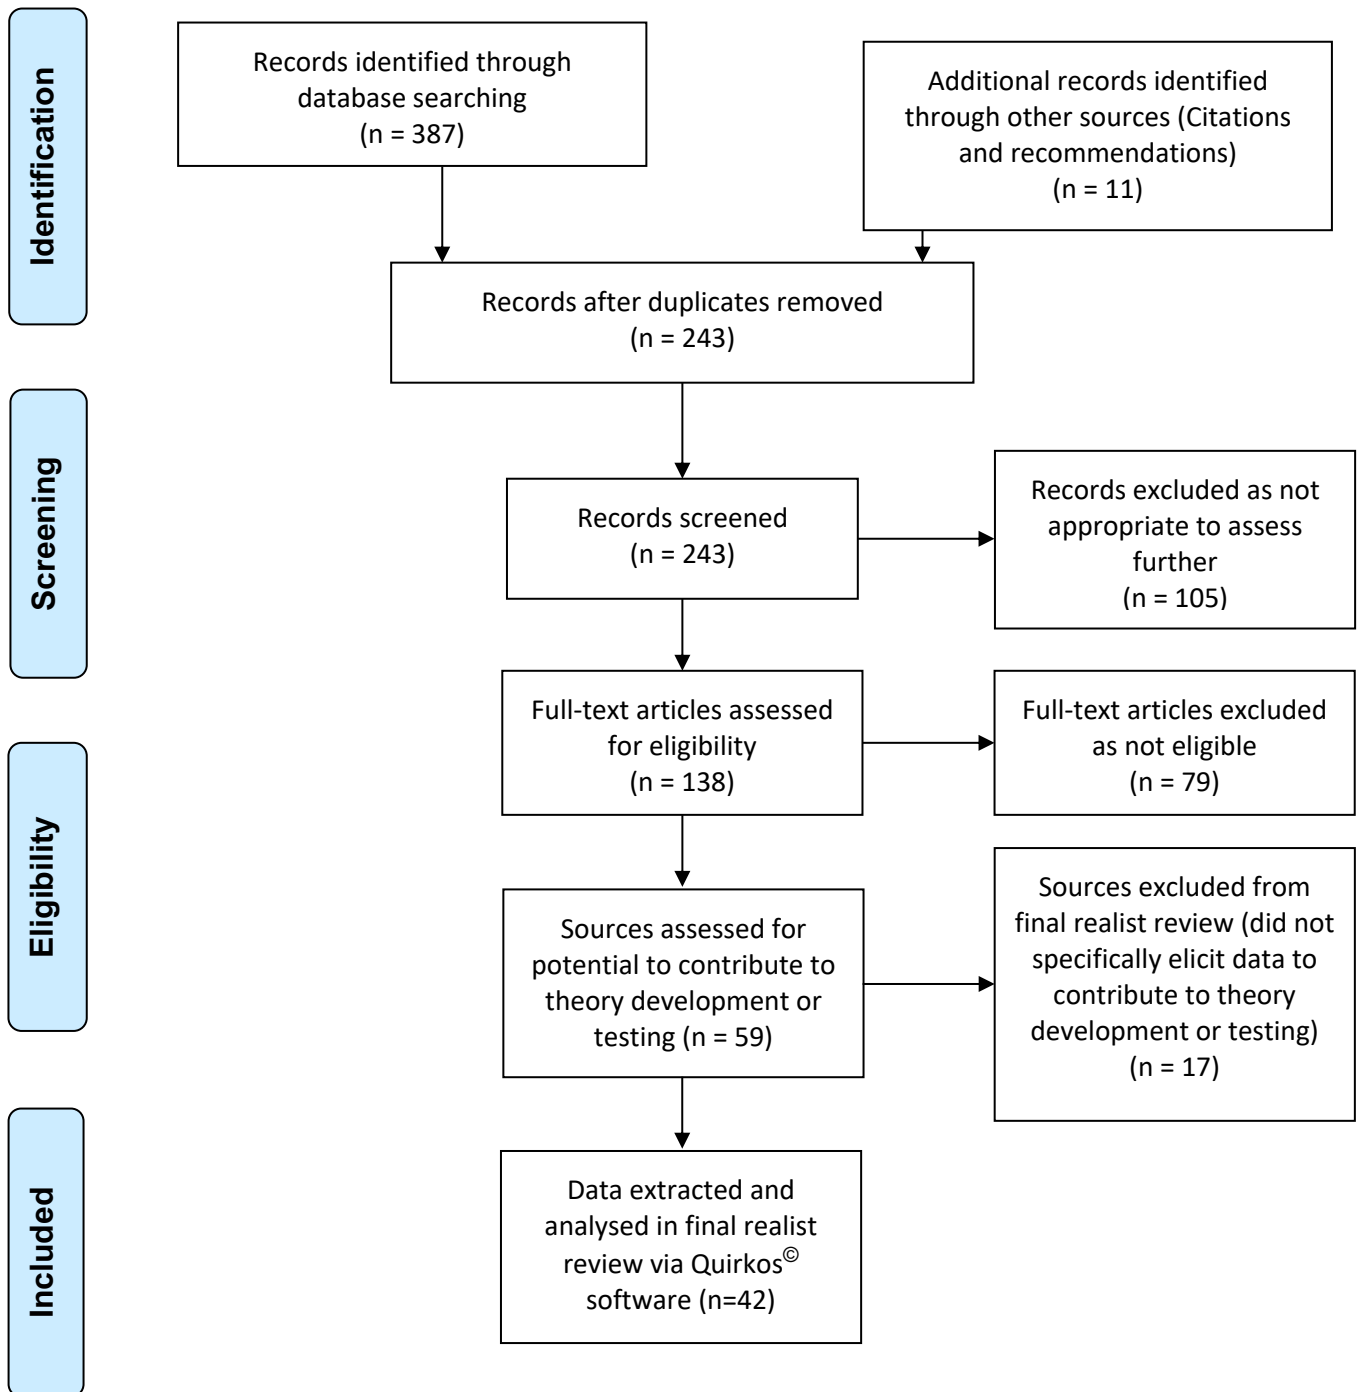 Identification
Records identified through
database searching
(n = 387)
Additional records identified
through other sources (Citations
and recommendations)
(n = 11)
Records after duplicates removed
(n = 243)
Screening
Records screened
(n = 243)
Records excluded as not
appropriate to assess
further
(n = 105)
Full-text articles assessed
for eligibility
(n = 138)
Full-text articles excluded
as not eligible
(n = 79)
Eligibility
Sources assessed for
potential to contribute to
theory development or
testing (n = 59)
Sources excluded from
final realist review (did not
specifically elicit data to
contribute to theory
development or testing)
(n = 17)
Included
Data extracted and
analysed in final realist
review via Quirkos©
software (n=42)